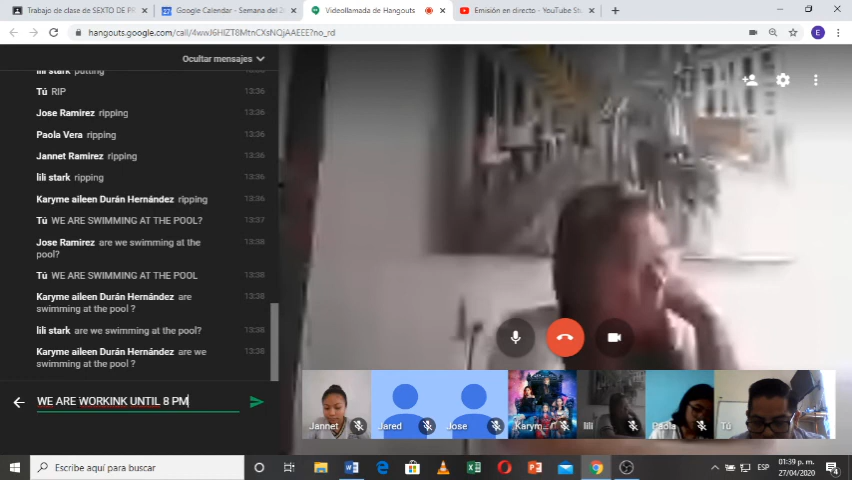 Trabajo de clase de SEXTO DE PR
Google Calendar - Semana del 2
Videollamada de Hangouts
Emisión en directo - YouTube St
hangouts.google.com/call/4wwJ6HIZT8MtnCXsNQjAAEEE?no_rd
E
Ocultar mensajes
lili stark putting
Tú RIP 13:36
Jose Ramirez ripping 13:36
Paola Vera ripping 13:36
Jannet Ramirez ripping 13:36
lili stark ripping 13:36
Karyme aileen Durán Hernández ripping 13:36
Tú WE ARE SWIMMING AT THE POOL? 13:37
Jose Ramirez are we swimming at the 13:38
pool?
Tú WE ARE SWIMMING AT THE POOL 13:38
Karyme aileen Durán Hernández are 13:38
swimming at the pool ?
lili stark are we swimming at the pool? 13:38
Karyme aileen Durán Hernández are we 13:38
swimming at the pool ?
WE ARE WORKINK UNTIL 8 PM
Jannet
Jared
Jose
Karym...
lili
Paola
Tú
Escribe aquí para buscar
ESP
01:39 p. m.
27/04/2020
4